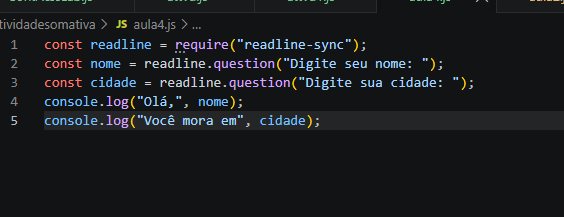 tividadesomativa > JS aula4.js > ...
1 const readline = require("readline-sync");
2 const nome = readline.question("Digite seu nome: ");
3 const cidade = readline.question("Digite sua cidade: ");
4 console.log("Olá,", nome);
5 console.log("Você mora em", cidade);